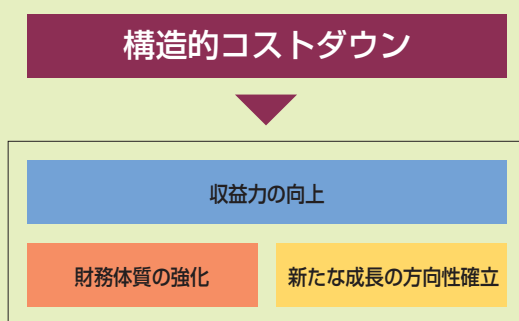 構造的コストダウン
収益力の向上
財務体質の強化
新たな成長の方向性確立